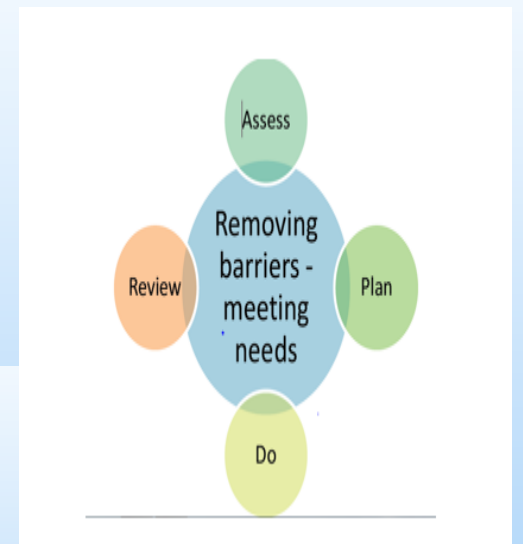 Assess
Removing
barriers -
meeting
needs
Review
Plan
Do